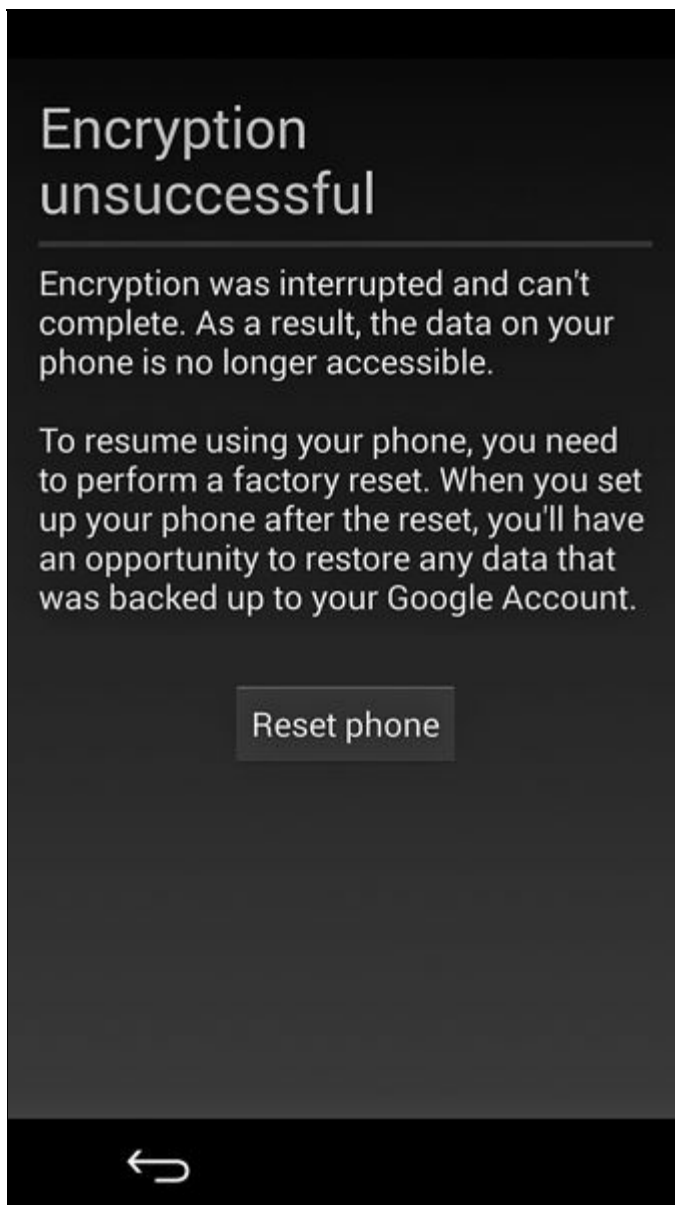 Encryption
unsuccessful
Encryption was interrupted and can't
complete. As a result, the data on your
phone is no longer accessible.
To resume using your phone, you need
to perform a factory reset. When you set
up your phone after the reset, you'll have
an opportunity to restore any data that
was backed up to your Google Account.
Reset phone